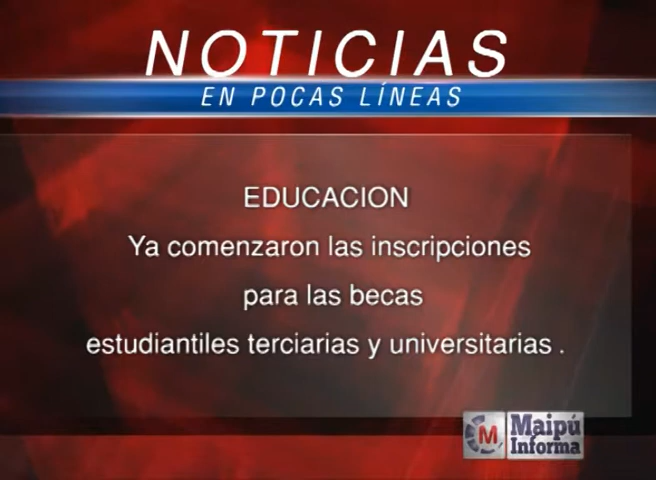 NOTICIAS
EN POCAS LÍNEAS
EDUCACION
Ya comenzaron las inscripciones
para las becas
estudiantiles terciarias y universitarias .
M
Maipú
Informa